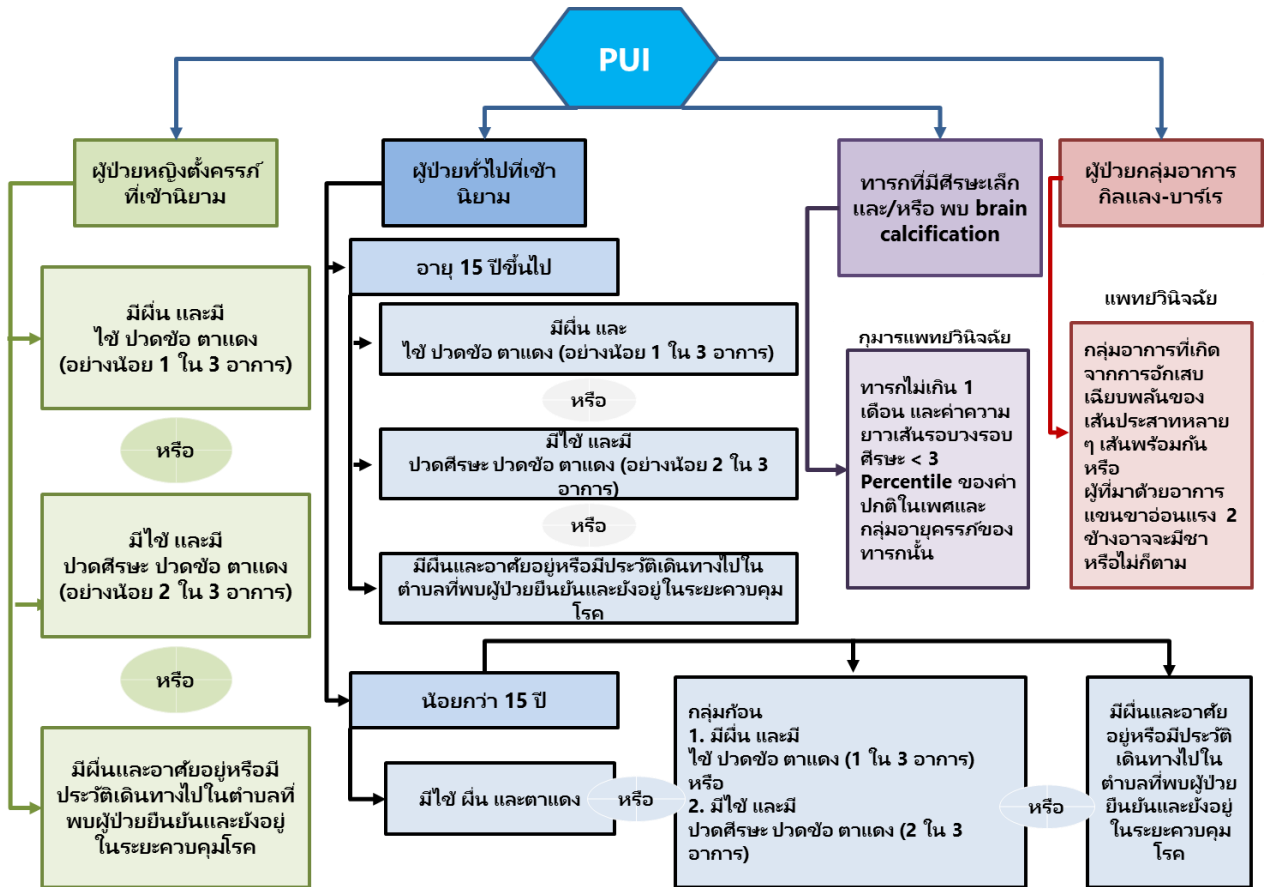 PUI
ผู้ป่วยหญิงตั้งครรภ์
ที่เข้านิยาม
มีผื่น และมี
ไข้ ปวดข้อ ตาแดง
(อย่างน้อย 1 ใน 3 อาการ)
หรือ
มีไข้ และมี
ปวดศีรษะ ปวดข้อ ตาแดง
(อย่างน้อย 2 ใน 3 อาการ)
หรือ
มีผื่นและอาศัยอยู่หรือมี
ประวัติเดินทางไปในตำบลที่
พบผู้ป่วยยืนยันและยังอยู่
ในระยะควบคุมโรค
ผู้ป่วยทั่วไปที่เข้า
นิยาม
อายุ 15 ปีขึ้นไป
มีผื่น และ
ไข้ ปวดข้อ ตาแดง (อย่างน้อย 1 ใน 3 อาการ)
หรือ
มีไข้ และมี
ปวดศีรษะ ปวดข้อ ตาแดง (อย่างน้อย 2 ใน 3
อาการ)
หรือ
มีผื่นและอาศัยอยู่หรือมีประวัติเดินทางไปใน
ตำบลที่พบผู้ป่วยยืนยันและยังอยู่ในระยะควบคุม
โรค
น้อยกว่า 15 ปี
มีไข้ ผื่น และตาแดง
หรือ
กลุ่มก้อน
1. มีผื่น และมี
ไข้ ปวดข้อ ตาแดง (1 ใน 3 อาการ)
หรือ
2. มีไข้ และมี
ปวดศีรษะ ปวดข้อ ตาแดง (2 ใน 3
อาการ)
หรือ
มีผื่นและอาศัย
อยู่หรือมีประวัติ
เดินทางไปใน
ตำบลที่พบผู้ป่วย
ยืนยันและยังอยู่
ในระยะควบคุม
โรค
ทารกที่มีศีรษะเล็ก
และ/หรือ พบ brain
calcification
กุมารแพทย์วินิจฉัย
ทารกไม่เกิน 1
เดือน และค่าความ
ยาวเส้นรอบวงรอบ
ศีรษะ < 3
Percentile ของค่า
ปกติในเพศและ
กลุ่มอายุครรภ์ของ
ทารกนั้น
ผู้ป่วยกลุ่มอาการ
กิลแลง-บาร์เร
แพทย์วินิจฉัย
กลุ่มอาการที่เกิด
จากการอักเสบ
เฉียบพลันของ
เส้นประสาทหลาย
ๆ เส้นพร้อมกัน
หรือ
ผู้ที่มาด้วยอาการ
แขนขาอ่อนแรง 2
ข้างอาจจะมีชา
หรือไม่ก็ตาม